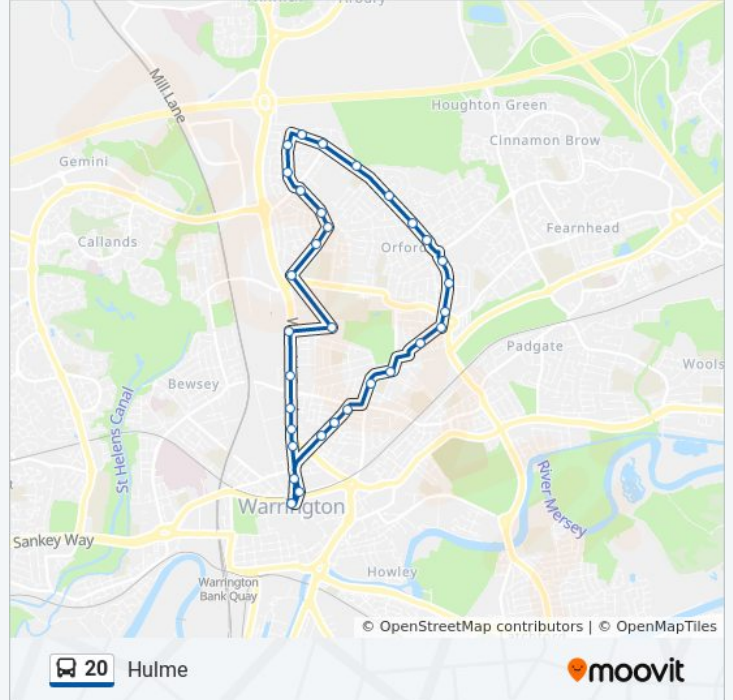 Mill Lane
Houghton Green
Cinnamon Brow
Gemini
Fearnhead
Callands
Orford
Padgate
Wools
Bewsey
St Helens Canal
River Mersey
Warrington
Sankey Way
Howley
Warrington
Bank Quay
© OpenStreetMap contributors | © OpenMapTiles
20 Hulme
moovit